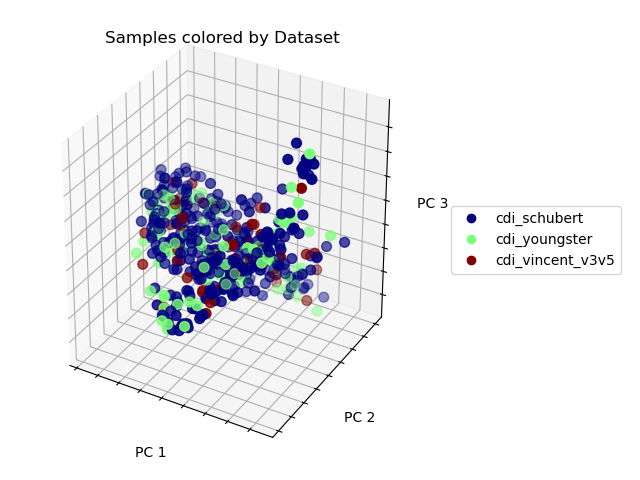 Samples colored by Dataset
PC 3
cdi_schubert
cdi_youngster
cdi_vincent_v3v5
PC 2
PC 1